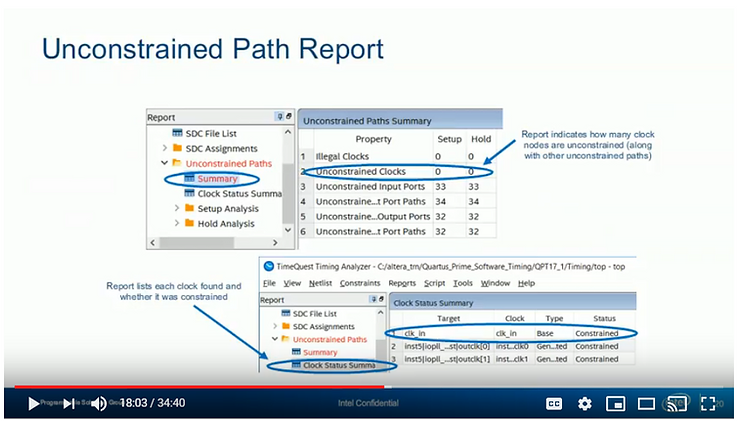 Unconstrained Path Report
Report
SDC File List
SDC Assignments
Unconstrained Paths
Summary
Clock Status Summa
Setup Analysis
Hold Analysis
Unconstrained Paths Summary
Property Setup Hold
1 Illegal Clocks 0 0
2 Unconstrained Clocks 0 0
3 Unconstrained Input Ports 33 33
4 Unconstraine...t Port Paths 34 34
5 Unconstraine...Output Ports 32 32
6 Unconstraine...t Port Paths 32 32
Report indicates how many clock
nodes are unconstrained (along
with other unconstrained paths)
Report lists each clock found and
whether it was constrained
TimeQuest Timing Analyzer - C:/altera_trn/Quartus_Prime_Software_Timing/QPT17_1/Timing/top - top
File View Netlist Constraints Reports Script Tools Window Help
Report
SDC File List
SDC Assignments
Unconstrained Paths
Summary
Clock Status Summa
Clock Status Summary
Target Clock Type Status
1 clk_in clk_in Base Constrained
2 inst5|iopll_...st|outclk[0] inst...clk0 Gen...ted Constrained
3 inst5|iopll_...st|outclk[1] inst...clk1 Gen...ted Constrained
18:03 / 34:40
Intel Confidential
CC
20